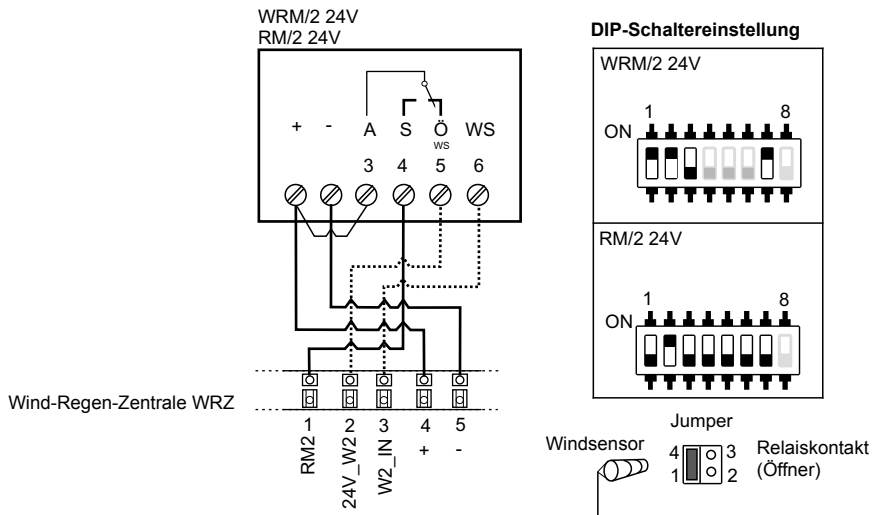 WRM/2 24V
RM/2 24V
+ - A S Ö WS
WS
3 4 5 6
Wind-Regen-Zentrale WRZ
1 2 3 4 5
RM2
24V_W2
W2_IN
+ -
DIP-Schaltereinstellung
WRM/2 24V
1 8
ON
RM/2 24V
1 8
ON
Jumper
Windsensor
4 3
1 2
Relaiskontakt
(Öffner)